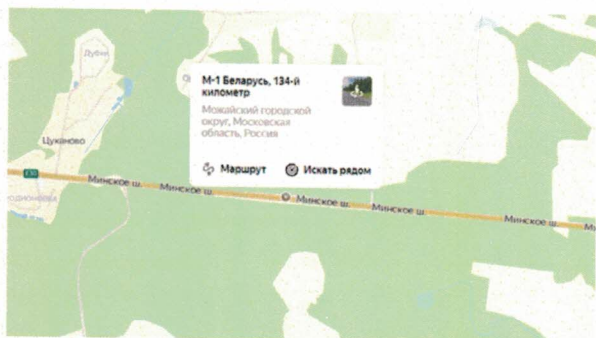 Дубки
М-1 Беларусь, 134-й
километр
Можайский городской
округ, Московская
область, Россия
Цуканово
Маршрут
Искать рядом
Минское ш.
Минское ш.
Минское ш.
Минское ш.
Минское ш.